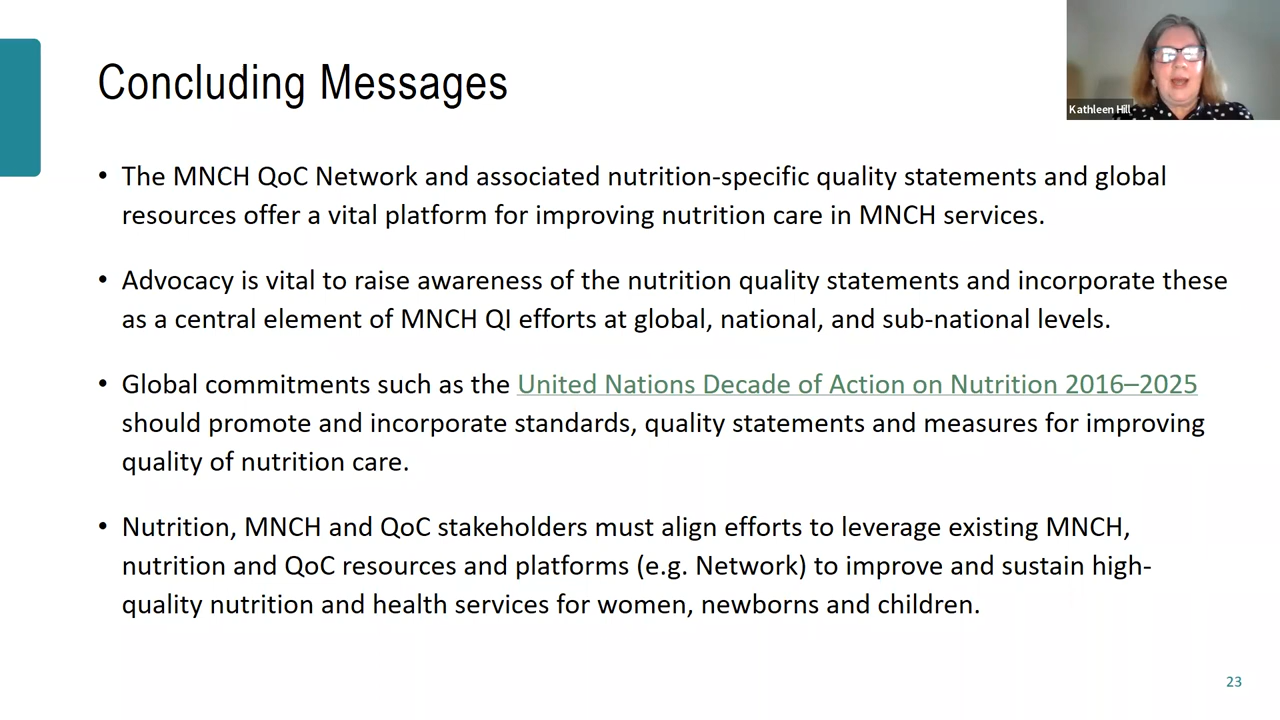 Concluding Messages
Kathleen Hill
• The MNCH QoC Network and associated nutrition-specific quality statements and global
resources offer a vital platform for improving nutrition care in MNCH services.
• Advocacy is vital to raise awareness of the nutrition quality statements and incorporate these
as a central element of MNCH QI efforts at global, national, and sub-national levels.
• Global commitments such as the United Nations Decade of Action on Nutrition 2016–2025
should promote and incorporate standards, quality statements and measures for improving
quality of nutrition care.
• Nutrition, MNCH and QoC stakeholders must align efforts to leverage existing MNCH,
nutrition and QoC resources and platforms (e.g. Network) to improve and sustain high-
quality nutrition and health services for women, newborns and children.
23